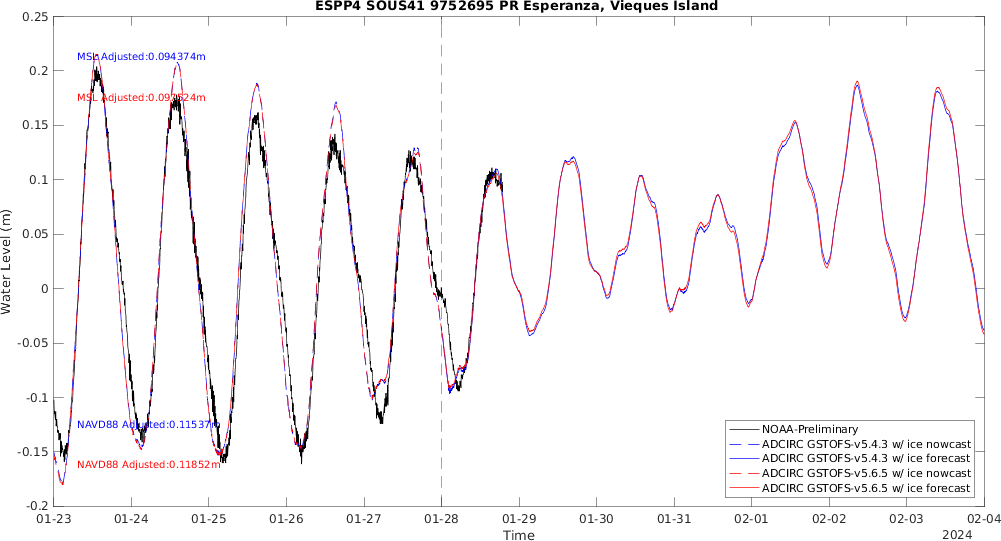 ESPP4 SOUS41 9752695 PR Esperanza, Vieques Island
0.25
0.2
0.15
0.1
0.05
0
-0.05
-0.1
-0.15
-0.2
Water Level (m)
MSL Adjusted:0.094374m
MSL
NAVD88 Adjusted:0.11537m
NAVD88 Adjusted:0.11852m
NOAA-Preliminary
ADCIRC GSTOFS-v5.4.3 w/ ice nowcast
ADCIRC GSTOFS-v5.4.3 w/ ice forecast
ADCIRC GSTOFS-v5.6.5 w/ ice nowcast
ADCIRC GSTOFS-v5.6.5 w/ ice forecast
01-23 01-24 01-25 01-26 01-27 01-28 01-29 01-30 01-31 02-01 02-02 02-03 02-04
Time
2024